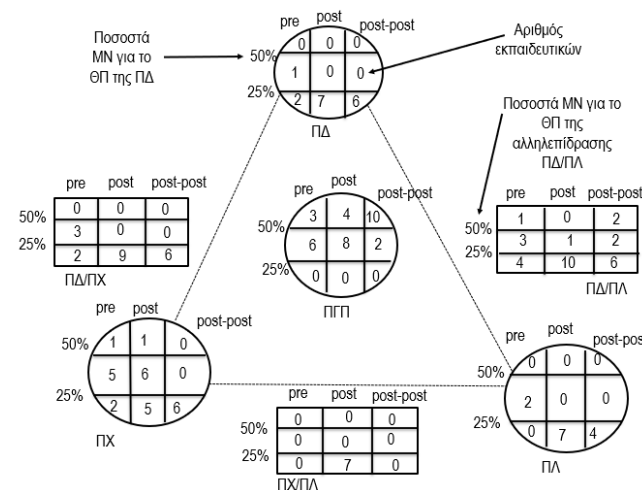 Ποσοστά
ΜΝ για το
ΘΠ της ΠΔ
pre post post-post
50%
25%
0 0 0
1 0 0
2 7 6
ΠΔ
Αριθμός
εκπαιδευτικών
Ποσοστά ΜΝ για το
ΘΠ της
αλληλεπίδρασης
ΠΔ/ΠΛ
pre post post-post
50%
25%
0 0 0
3 0 0
2 9 6
ΠΔ/ΠΧ
pre post post-post
50%
25%
3 4 10
6 8 2
0 0 0
ΠΓΠ
pre post post-post
50%
25%
1 0 2
3 1 2
4 10 6
ΠΔ/ΠΛ
pre post post-post
50%
25%
1 1 0
5 6 0
2 5 6
ΠΧ
pre post post-post
50%
25%
0 0 0
0 0 0
0 7 0
ΠΧ/ΠΛ
pre post post-post
50%
25%
0 0 0
2 0 0
0 7 4
ΠΛ